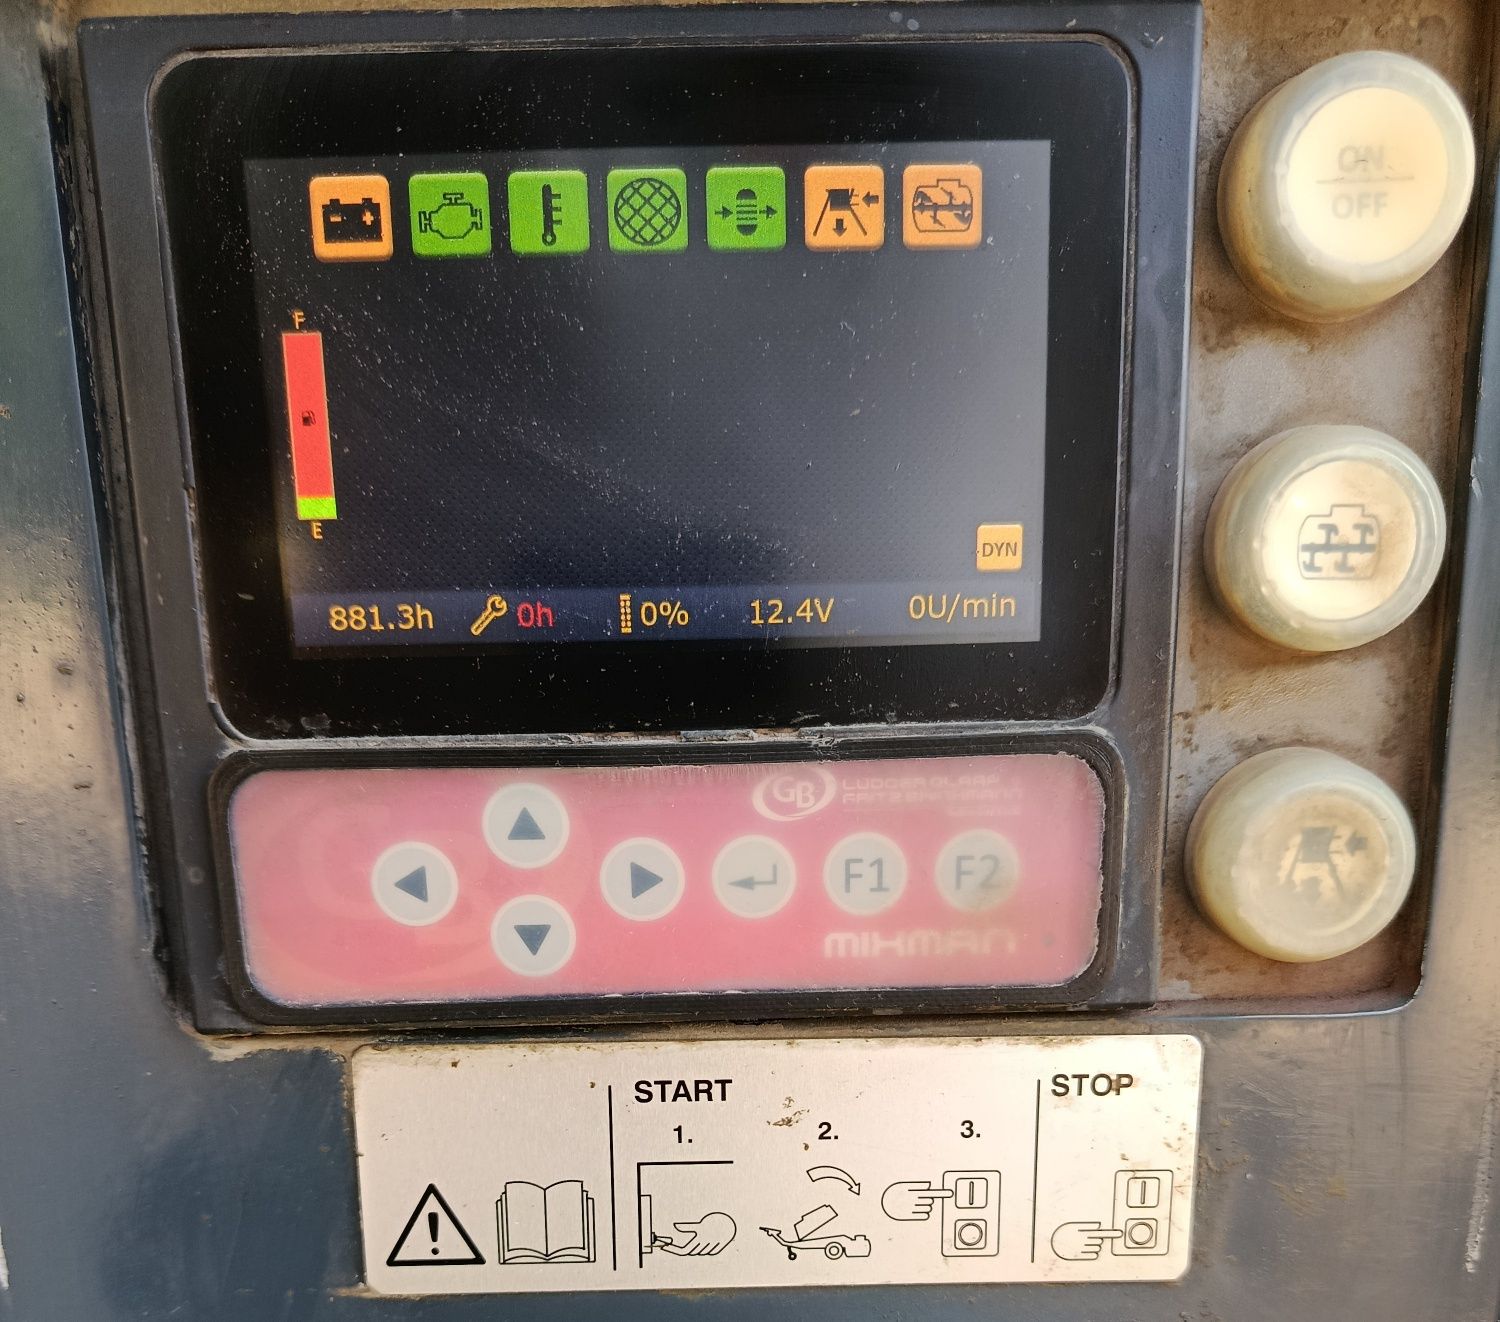 ON
OFF
F
E
DYN
881.3h
0h
0%
12.4V
0U/min
GB
F1
F2
MIXMAN
START
STOP
1.
2.
3.